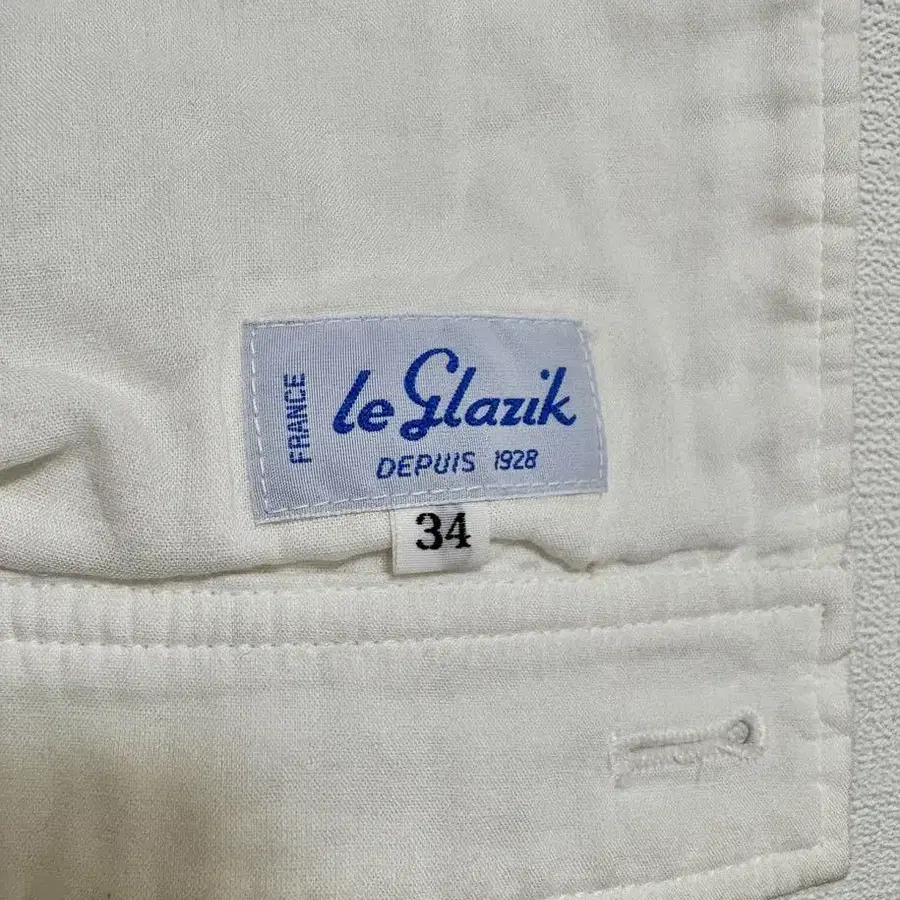 FRANCE
le Glazik
DEPUIS 1928
34